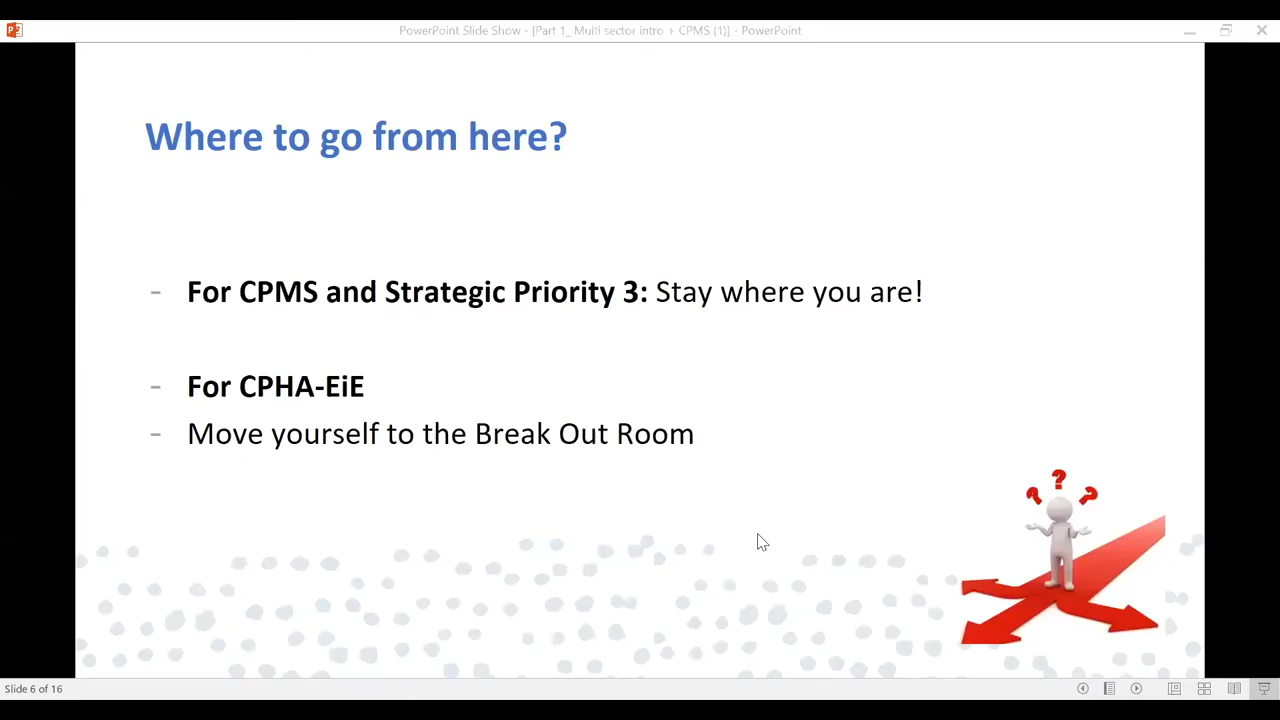 PowerPoint Slide Show - [Part 1_ Multi sector intro + CPMS (1)] - PowerPoint
Where to go from here?
- For CPMS and Strategic Priority 3: Stay where you are!
- For CPHA-EiE
- Move yourself to the Break Out Room
? ? ?
Slide 6 of 16